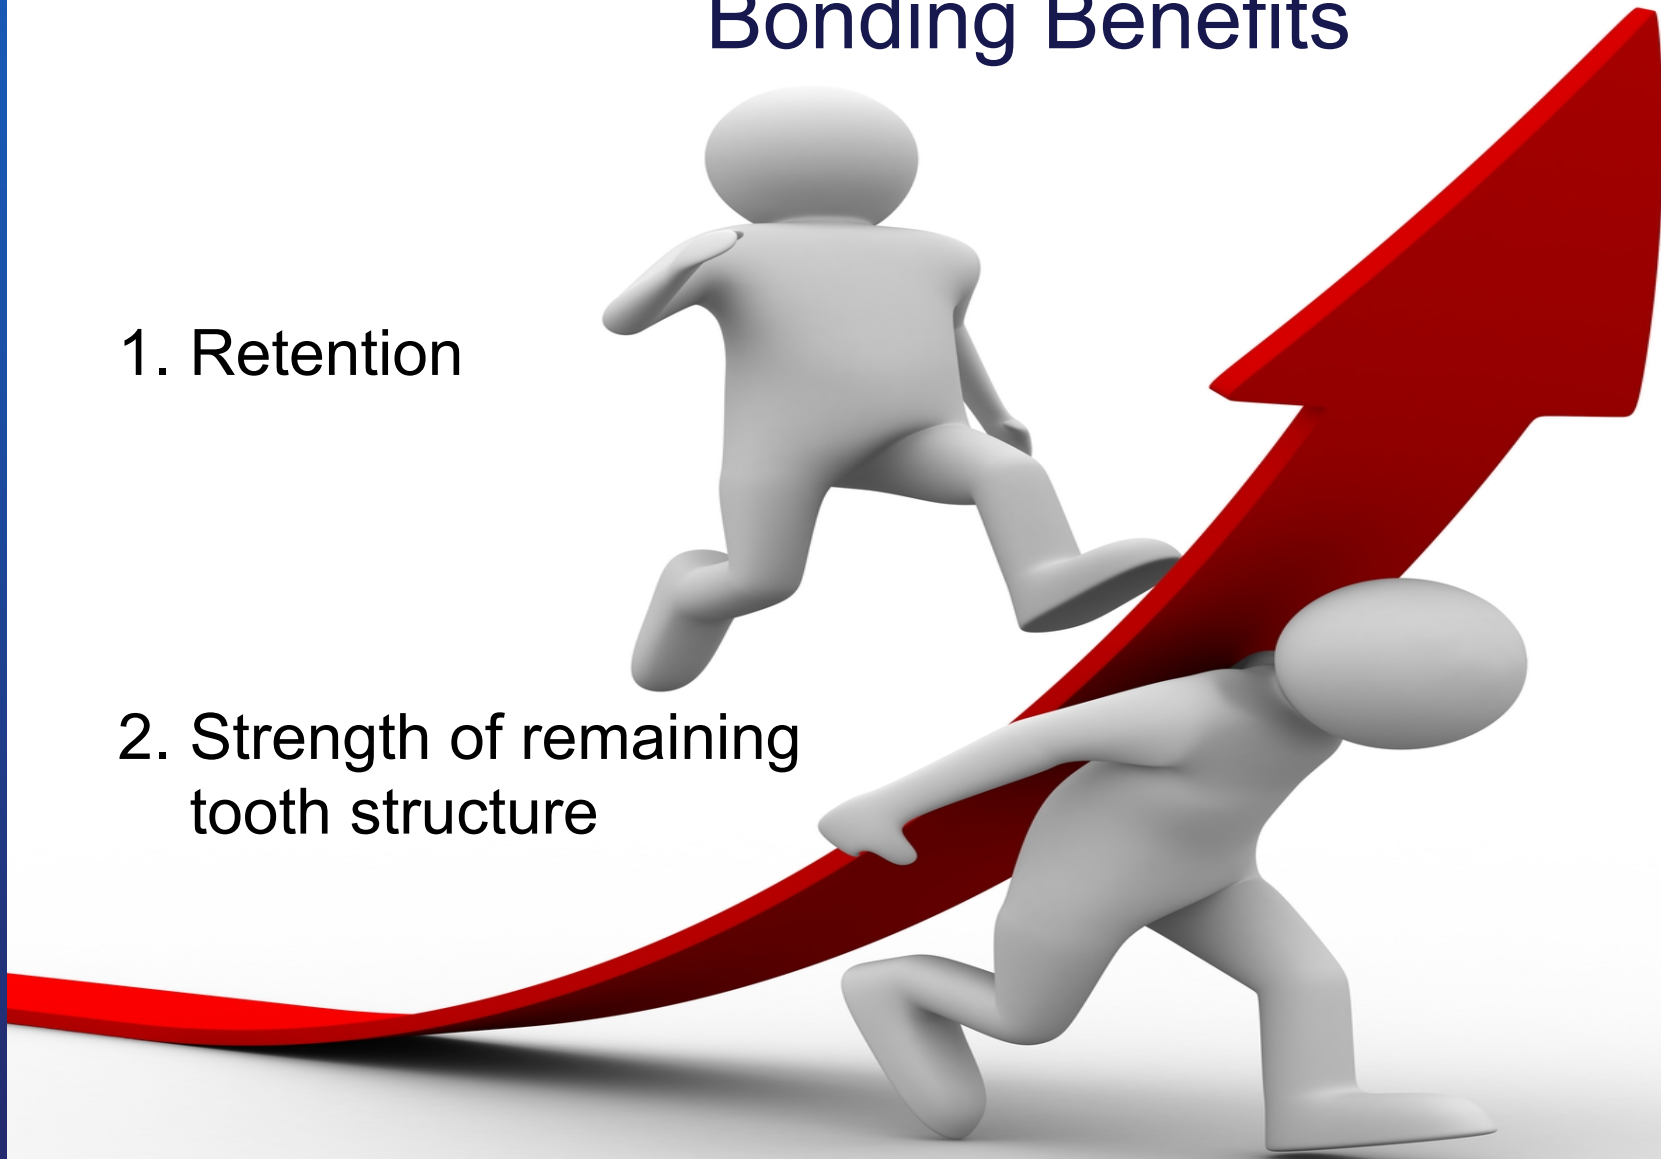 Bonding Benefits
1. Retention
2. Strength of remaining
tooth structure